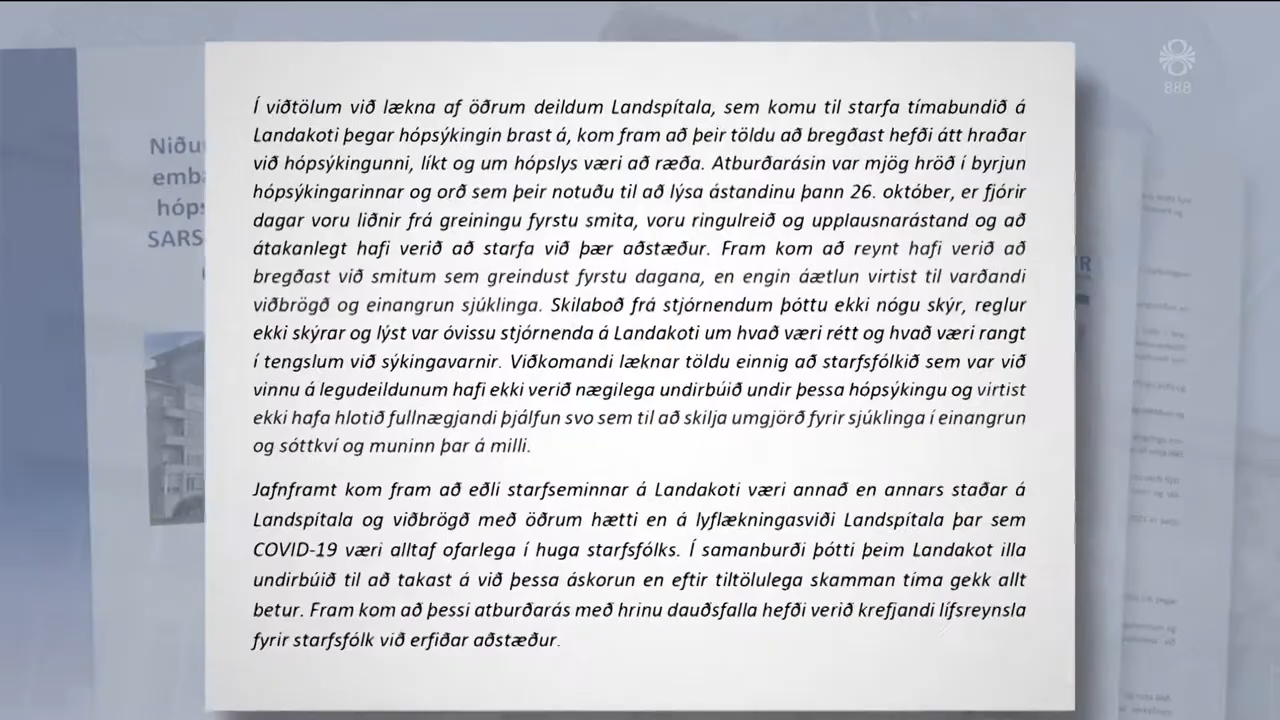 888
Í viðtölum við lækna af öðrum deildum Landspítala, sem komu til starfa tímabundið á
Landakoti þegar hópsýkingin brast á, kom fram að þeir töldu að bregðast hefði átt hraðar
við hópsýkingunni, líkt og um hópslys væri að ræða. Atburðarásin var mjög hröð í byrjun
hópsýkingarinnar og orð sem þeir notuðu til að lýsa ástandinu þann 26. október, er fjórir
dagar voru liðnir frá greiningu fyrstu smita, voru ringulreið og upplausnarástand og að
átakanlegt hafi verið að starfa við þær aðstæður. Fram kom að reynt hafi verið að
bregðast við smitum sem greindust fyrstu dagana, en engin áætlun virtist til varðandi
viðbrögð og einangrun sjúklinga. Skilaboð frá stjórnendum þóttu ekki nógu skýr, reglur
ekki skýrar og lýst var óvissu stjórnenda á Landakoti um hvað væri rétt og hvað væri rangt
í tengslum við sýkingavarnir. Viðkomandi læknar töldu einnig að starfsfólkið sem var við
vinnu á legudeildunum hafi ekki verið nægilega undirbúið undir þessa hópsýkingu og virtist
ekki hafa hlotið fullnægjandi þjálfun svo sem til að skilja umgjörð fyrir sjúklinga í einangrun
og sóttkví og muninn þar á milli.
Jafnframt kom fram að eðli starfseminnar á Landakoti væri annað en annars staðar á
Landspítala og viðbrögð með öðrum hætti en á lyflækningasviði Landspítala þar sem
COVID-19 væri alltaf ofarlega í huga starfsfólks. Í samanburði þótti þeim Landakot illa
undirbúið til að takast á við þessa áskorun en eftir tiltölulega skamman tíma gekk allt
betur. Fram kom að þessi atburðarás með hrinu dauðsfalla hefði verið krefjandi lífsreynsla
fyrir starfsfólk við erfiðar aðstæður.
SARS